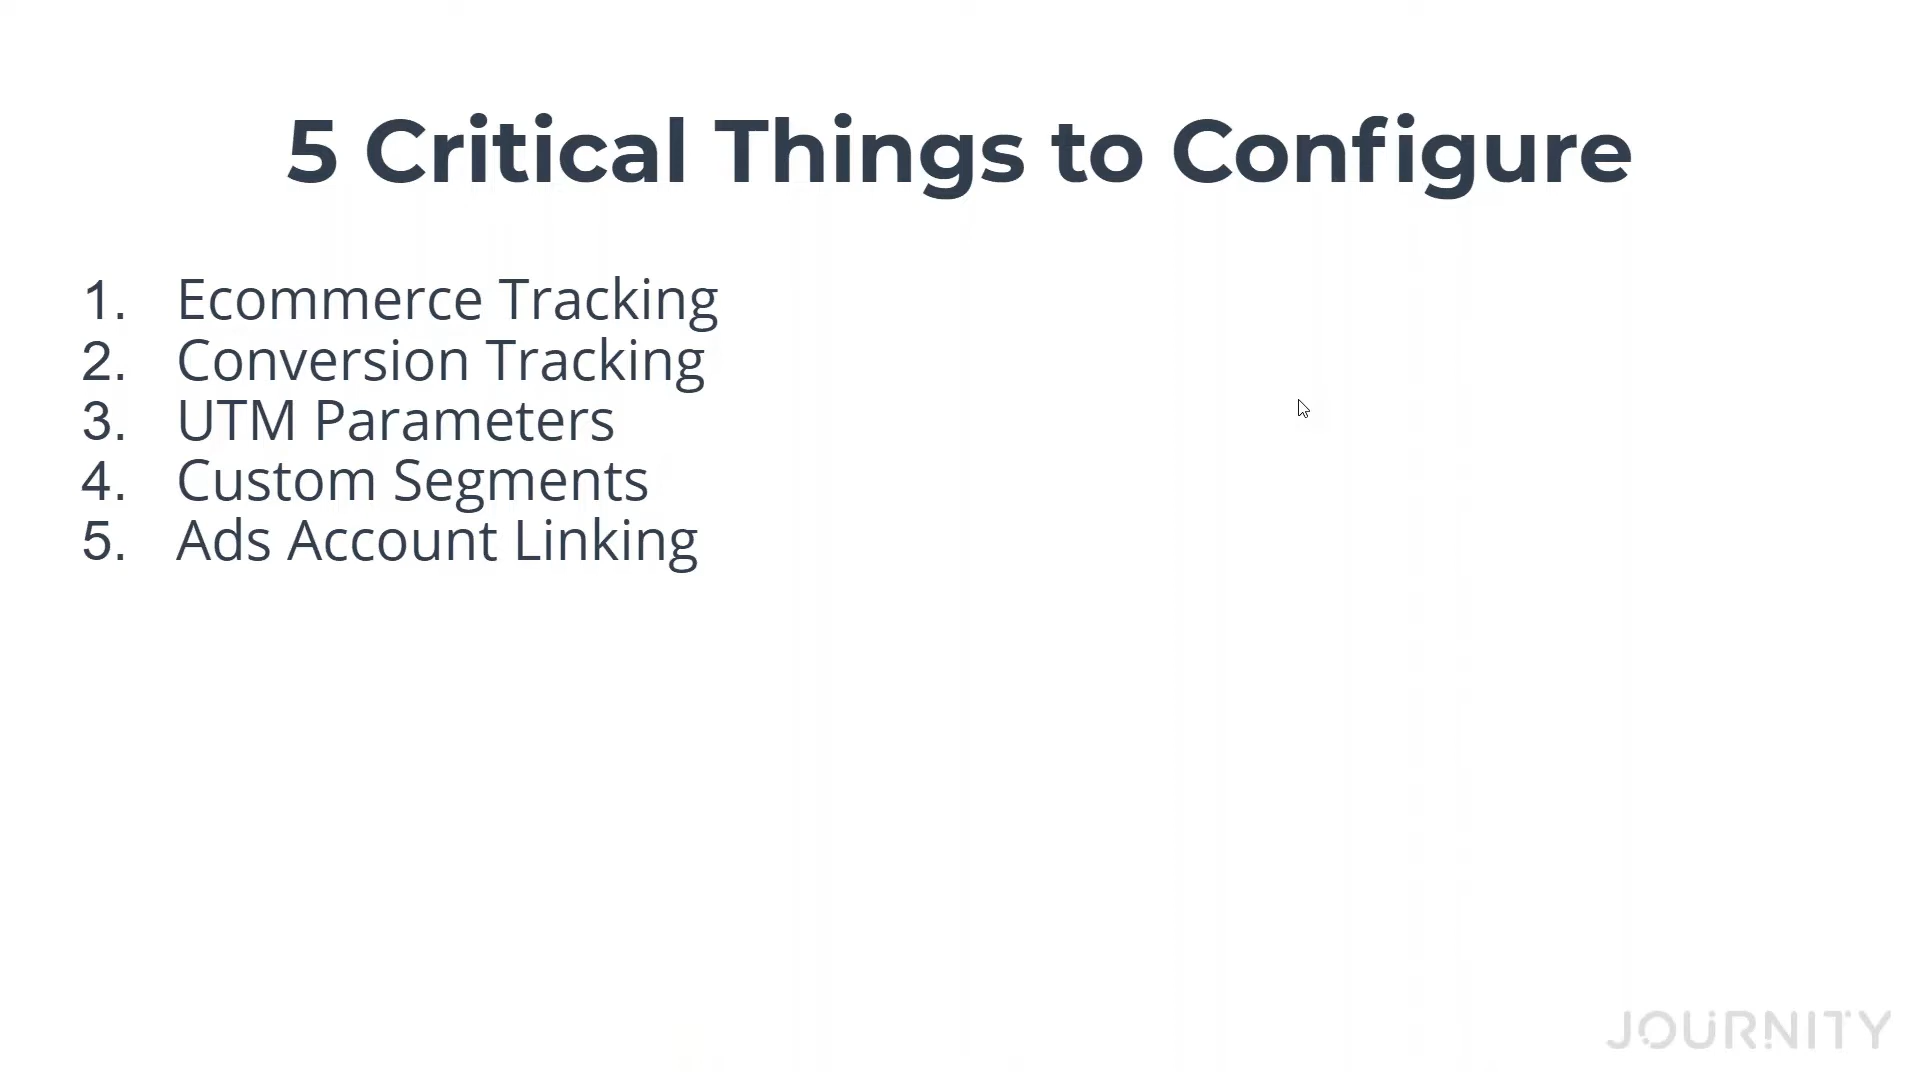 5 Critical Things to Configure
1. Ecommerce Tracking
2. Conversion Tracking
3. UTM Parameters
4. Custom Segments
5. Ads Account Linking
JOURNITY